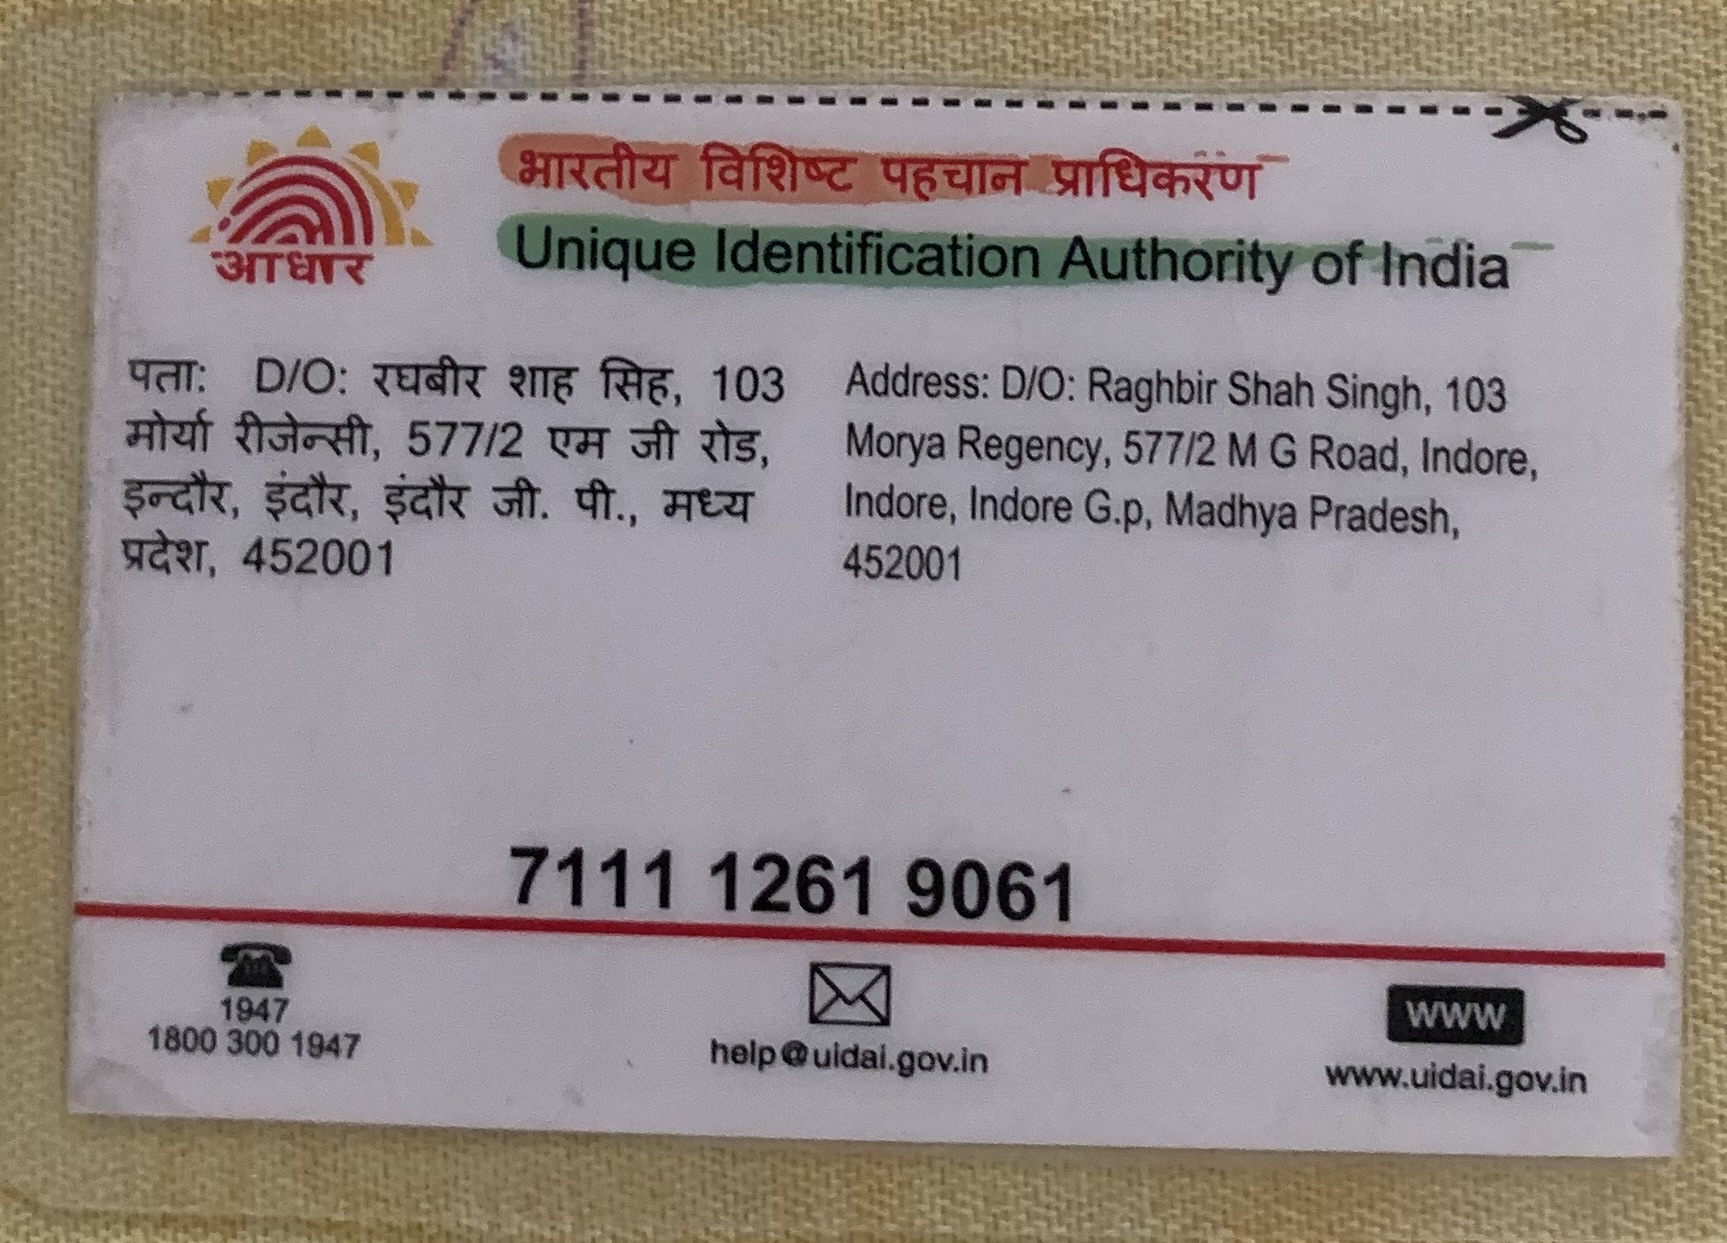 आधार
भारतीय विशिष्ट पहचान प्राधिकरण
Unique Identification Authority of India
पता: D/O: रघबीर शाह सिंह, 103
मोर्या रीजेन्सी, 577/2 एम जी रोड,
इन्दौर, इंदौर, इंदौर जी. पी., मध्य
प्रदेश, 452001
Address: D/O: Raghbir Shah Singh, 103
Morya Regency, 577/2 M G Road, Indore,
Indore, Indore G.p, Madhya Pradesh,
452001
7111 1261 9061
1947
1800 300 1947
help@uidai.gov.in
WWW
www.uidai.gov.in